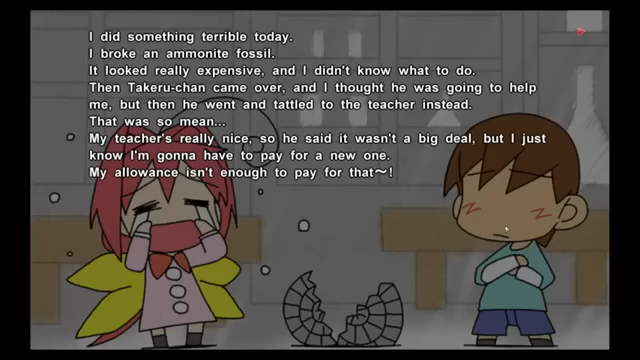 I did something terrible today.
I broke an ammonite fossil.
It looked really expensive, and I didn't know what to do.
Then Takeru-chan came over, and I thought he was going to help
me, but then he went and tattled to the teacher instead.
That was so mean...
My teacher's really nice, so he said it wasn't a big deal, but I just
know I'm gonna have to pay for a new one.
My allowance isn't enough to pay for that～!